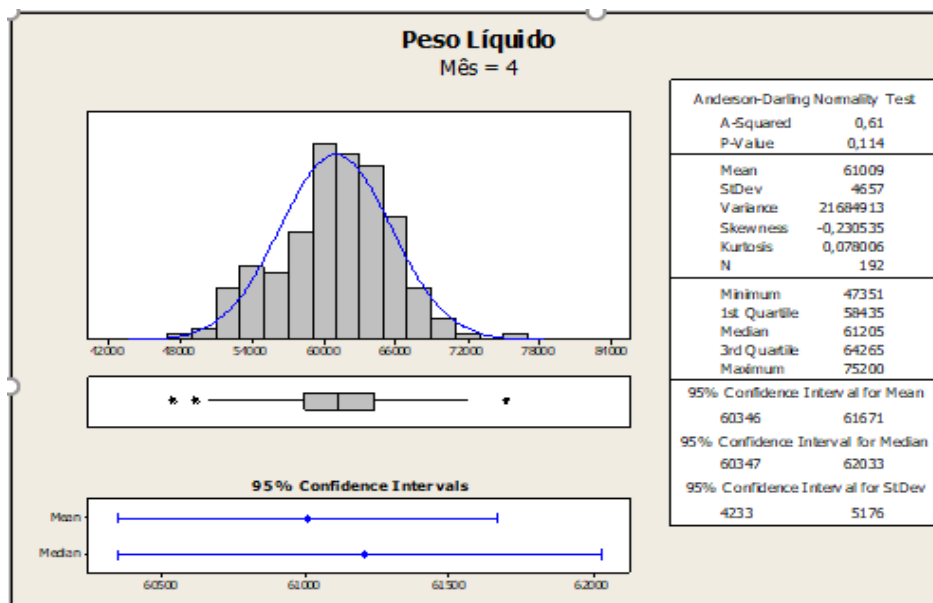 Peso Líquido
Mês = 4
42000 48000 54000 60000 66000 72000 78000 84000
95% Confidence Intervals
Mean
Median
60500 61000 61500 62000
Anderson-Darling Normality Test
A-Squared 0,61
P-Value 0,114
Mean 61009
StDev 4657
Variance 21684913
Skewness -0,230535
Kurtosis 0,078006
N 192
Minimum 47351
1st Quartile 58435
Median 61205
3rd Quartile 64265
Maximum 75200
95% Confidence Interval for Mean
60346 61671
95% Confidence Interval for Median
60347 62033
95% Confidence Interval for StDev
4233 5176